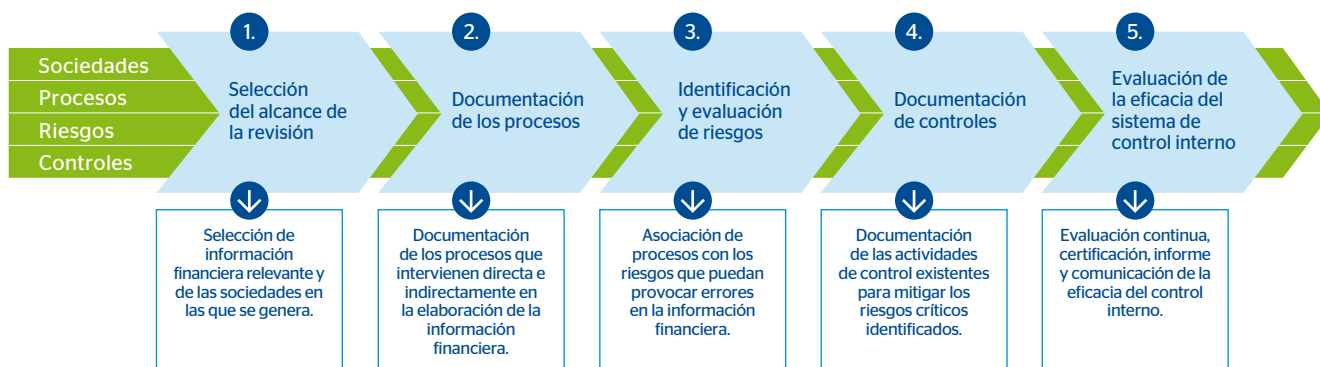 Sociedades
Procesos
Riesgos
Controles
1.
Selección
del alcance de
la revisión
2.
Documentación
de los procesos
3.
Identificación
y evaluación
de riesgos
4.
Documentación
de controles
5.
Evaluación de
la eficacia del
sistema de
control interno
Selección de
información
financiera relevante y
de las sociedades en
las que se genera.
Documentación
de los procesos que
intervienen directa e
indirectamente en
la elaboración de la
información
financiera.
Asociación de
procesos con los
riesgos que puedan
provocar errores
en la información
financiera.
Documentación
de las actividades
de control existentes
para mitigar los
riesgos críticos
identificados.
Evaluación continua,
certificación, informe
y comunicación de la
eficacia del control
interno.